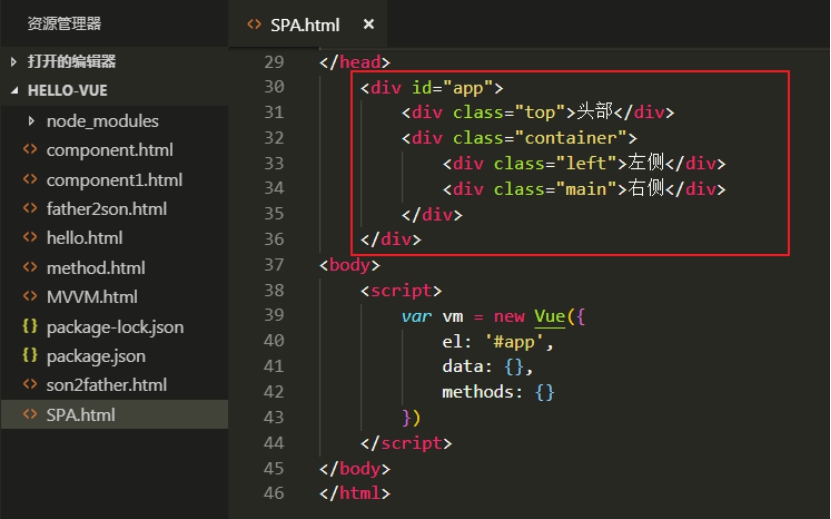 资源管理器
打开的编辑器
HELLO-VUE
node_modules
component.html
component1.html
father2son.html
hello.html
method.html
MVVM.html
package-lock.json
package.json
son2father.html
SPA.html
SPA.html ×
29 </head>
30 <div id="app">
31 <div class="top">头部</div>
32 <div class="container">
33 <div class="left">左侧</div>
34 <div class="main">右侧</div>
35 </div>
36 </div>
37 <body>
38 <script>
39 var vm = new Vue({
40 el: '#app',
41 data: {},
42 methods: {}
43 })
44 </script>
45 </body>
46 </html>